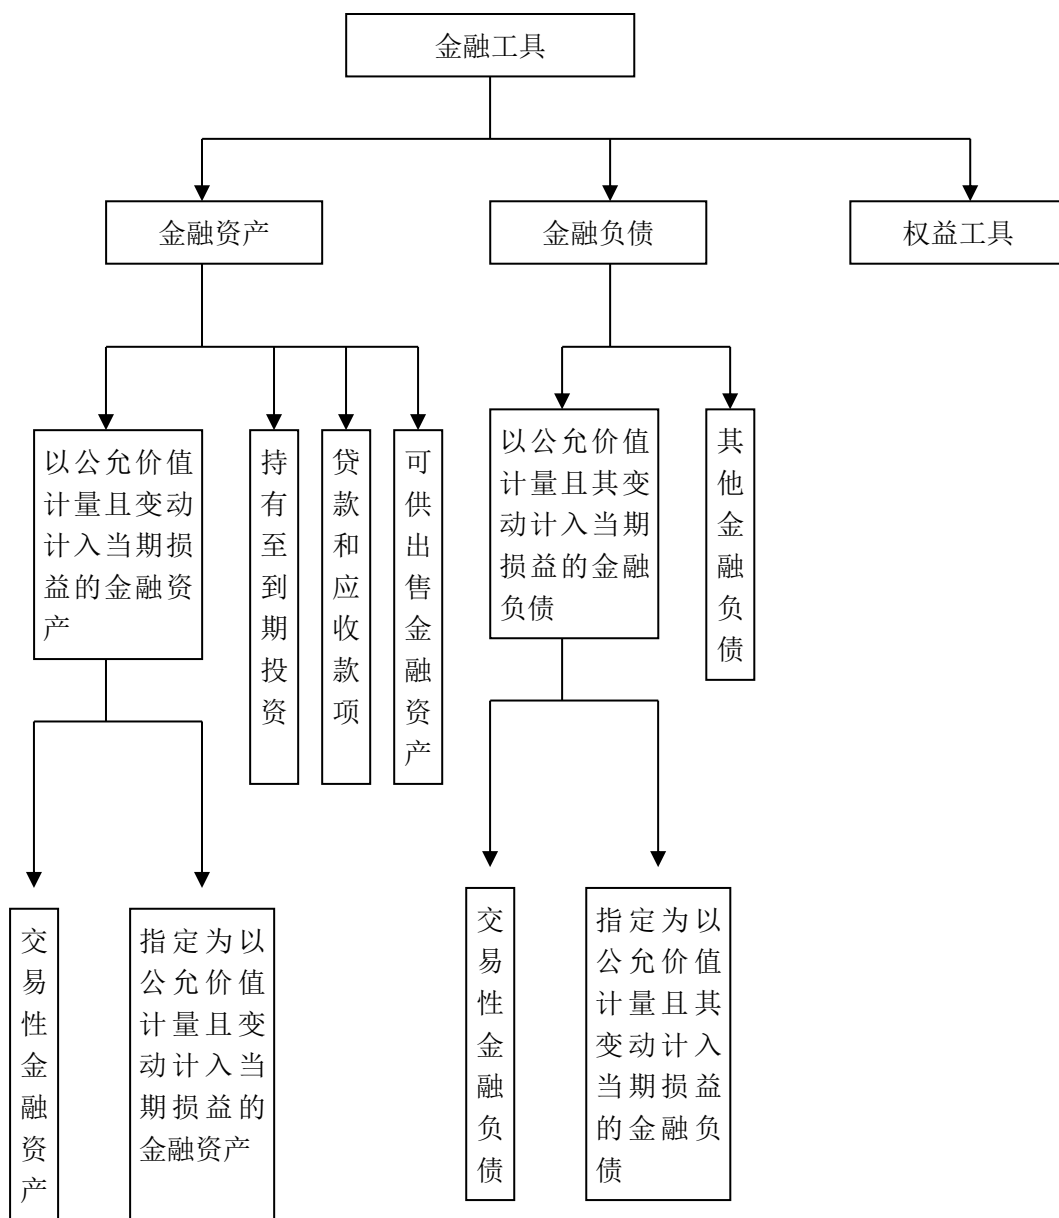 金融工具
金融资产
金融负债
权益工具
以公允价值
计量且变动
计入当期损
益的金融资
产
持有至到期投资
贷款和应收款项
可供出售金融资产
以公允价值
计量且其变
动计入当期
损益的金融
负债
其他金融负债
交易性金融资产
指定为以
公允价值
计量且变
动计入当
期损益的
金融资产
交易性金融负债
指定为以
公允价值
计量且其
变动计入
当期损益
的金融负
债